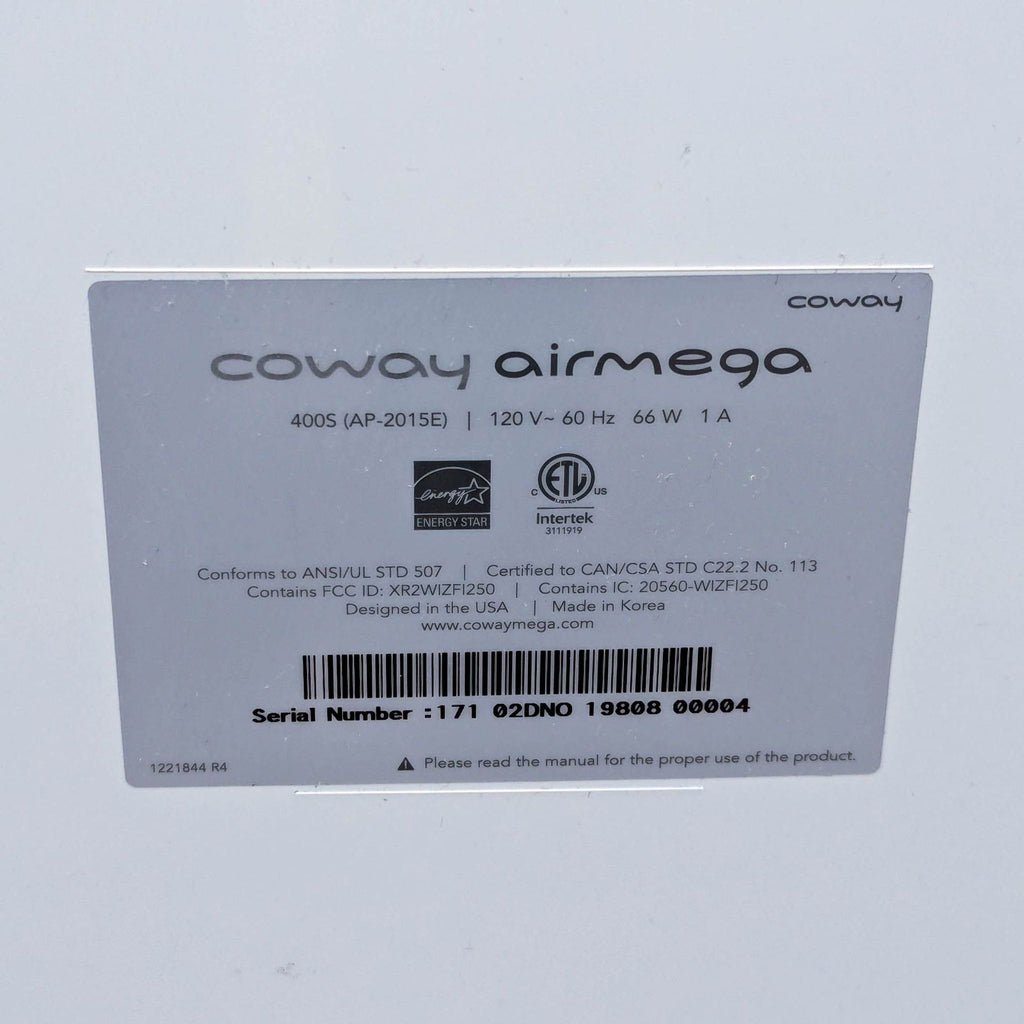 coway
coway airmega
400S (AP-2015E) | 120 V~ 60 Hz 66 W 1 A
energy
ENERGY STAR
ETL
C US
LISTED
Intertek
3111919
Conforms to ANSI/UL STD 507 | Certified to CAN/CSA STD C22.2 No. 113
Contains FCC ID: XR2WIZFI250 | Contains IC: 20560-WIZFI250
Designed in the USA | Made in Korea
www.cowaymega.com
Serial Number :171 02DNO 19808 00004
1221844 R4
Please read the manual for the proper use of the product.